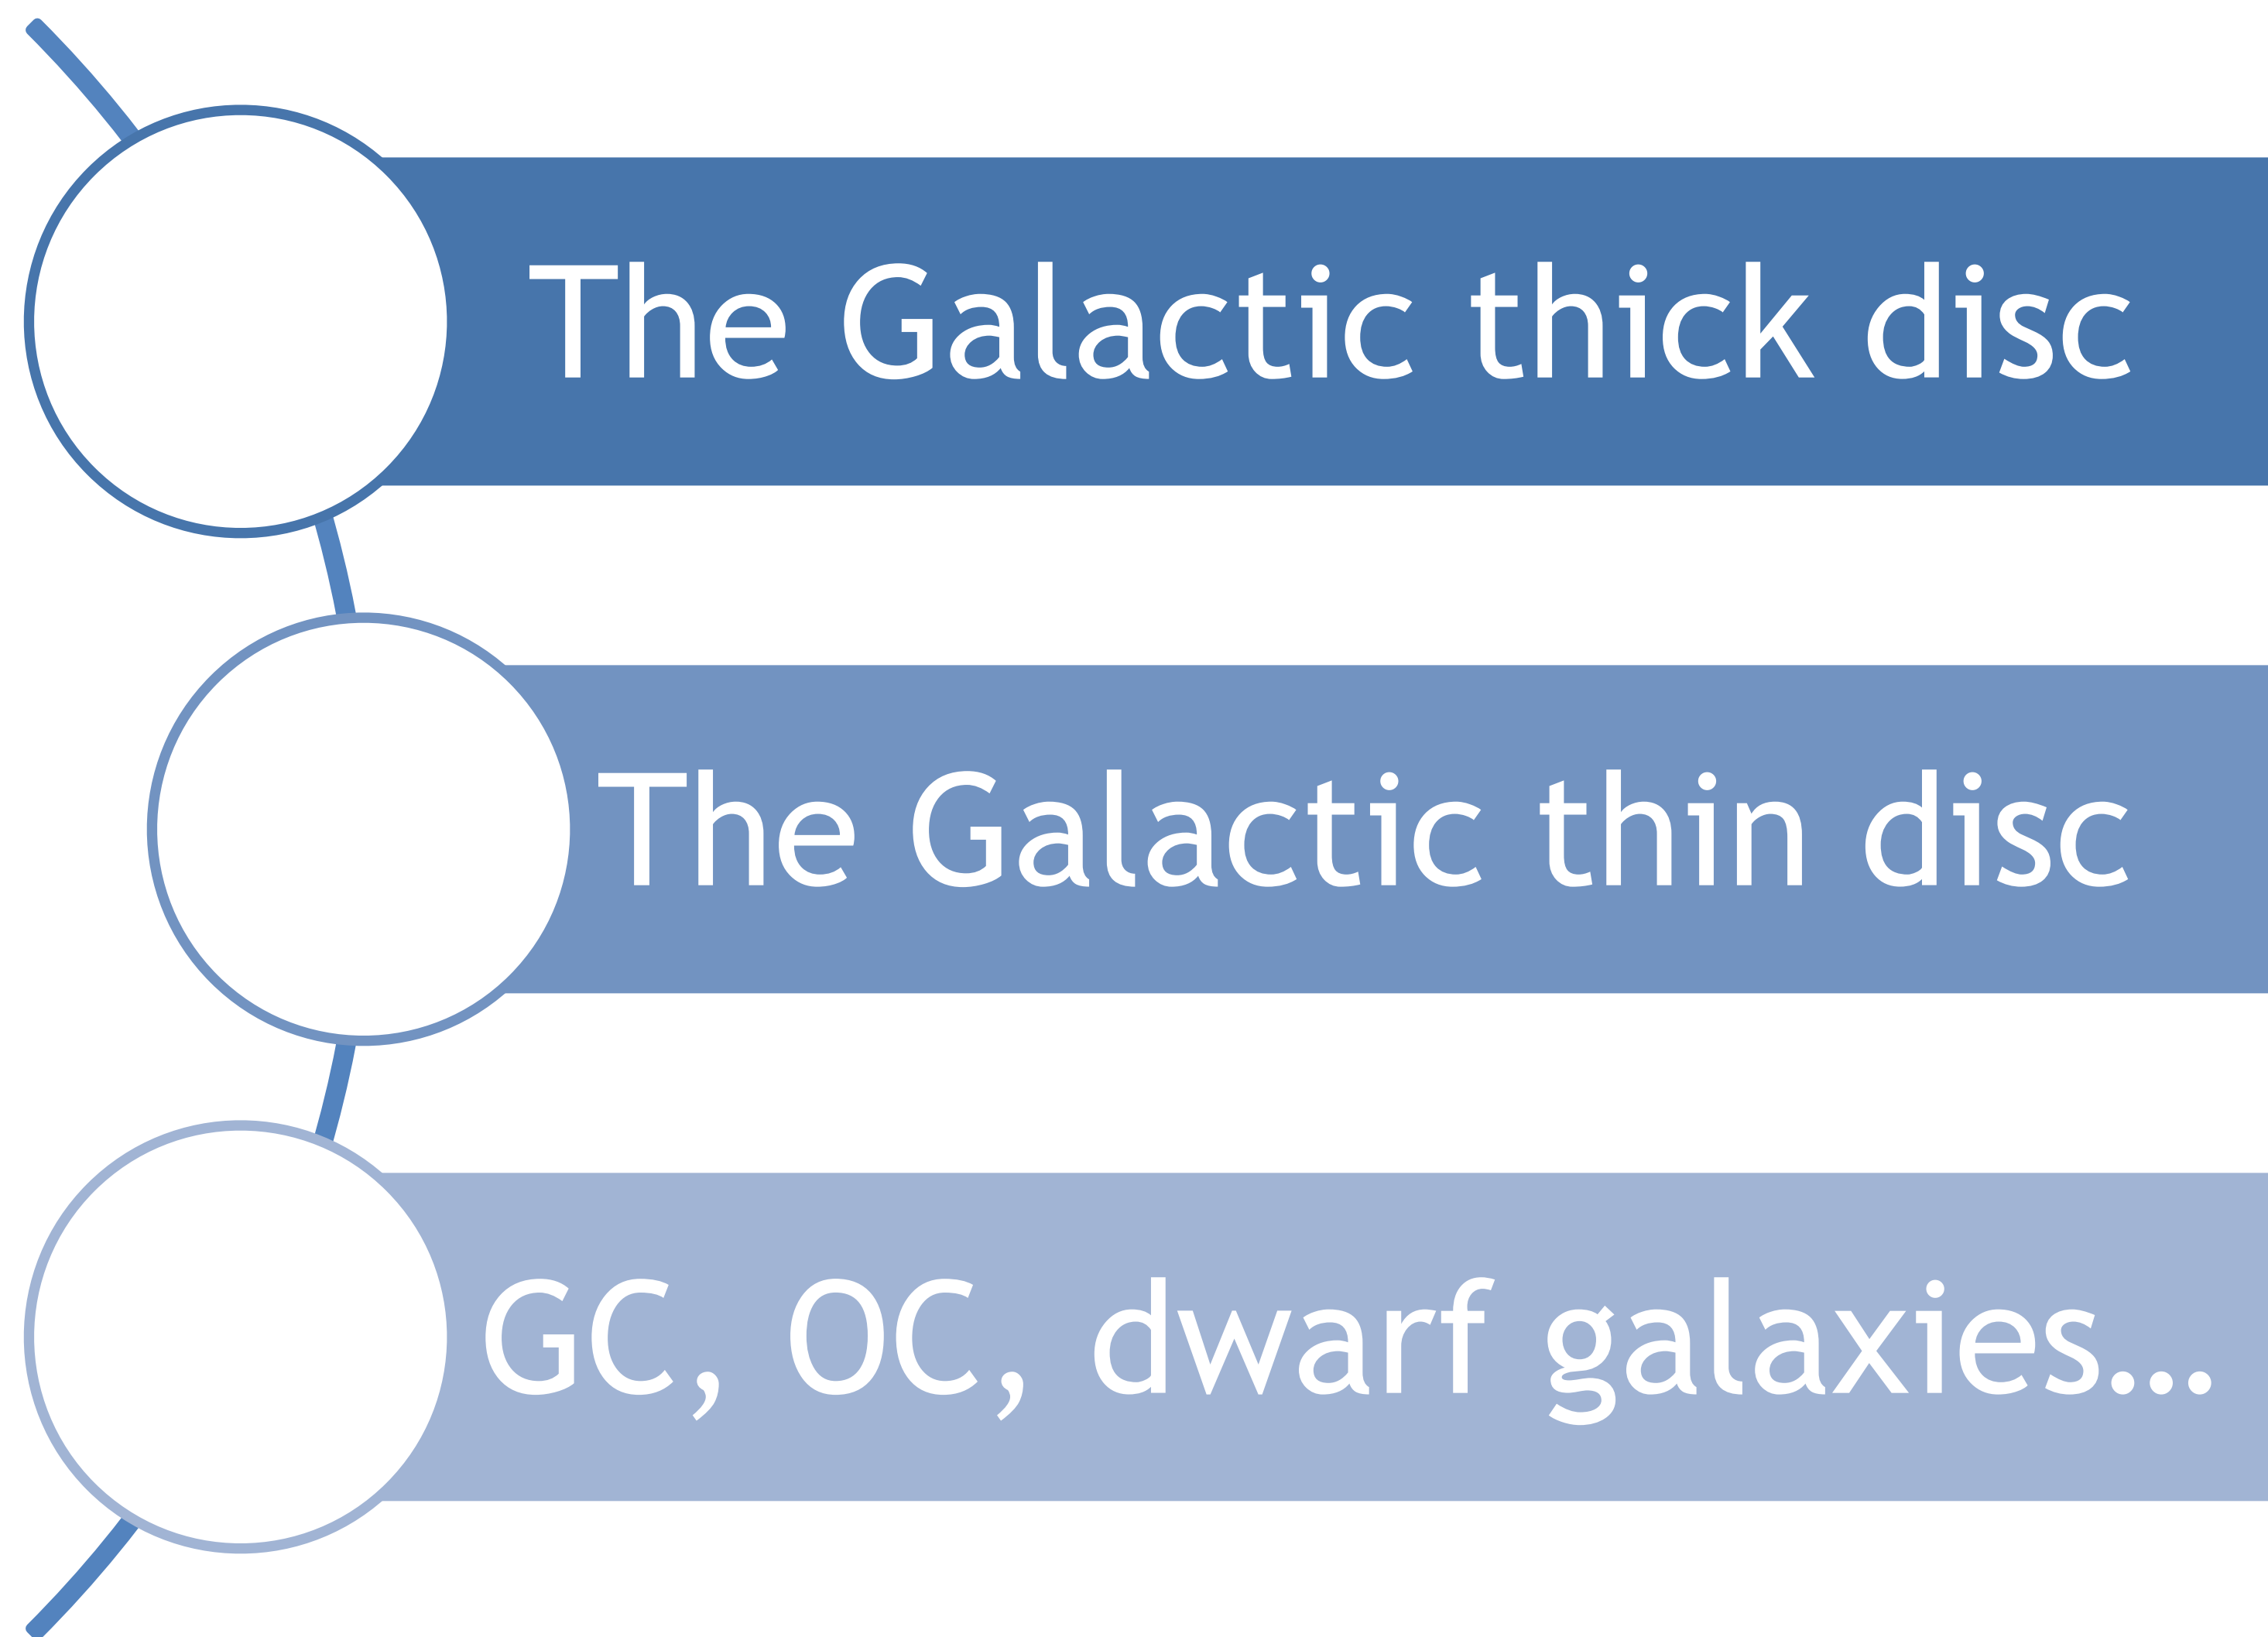 The Galactic thick disc
The Galactic thin disc
GC, OC, dwarf galaxies...